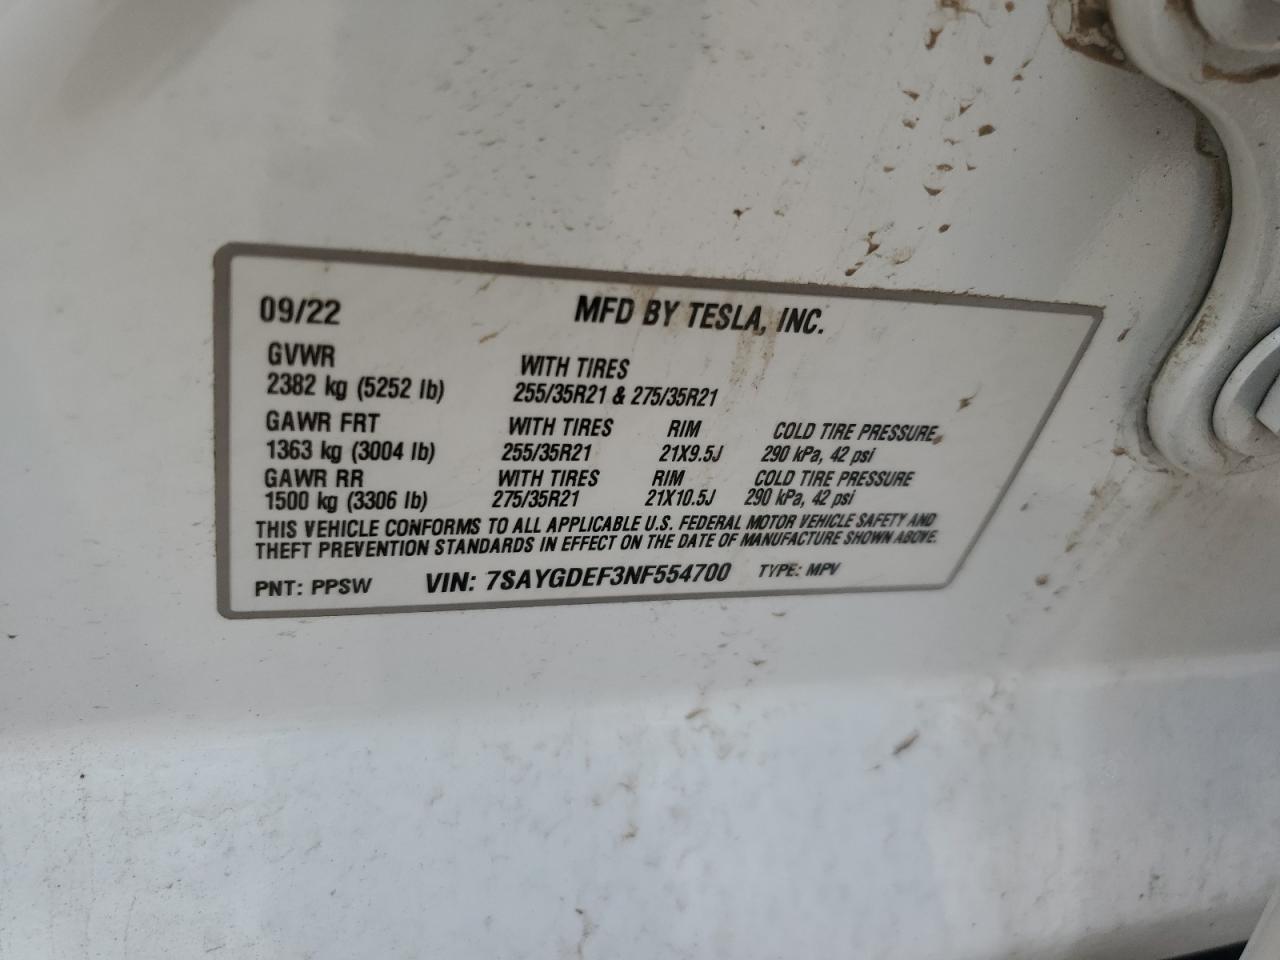 09/22 MFD BY TESLA, INC.
GVWR WITH TIRES
2382 kg (5252 lb) 255/35R21 & 275/35R21
GAWR FRT WITH TIRES RIM COLD TIRE PRESSURE
1363 kg (3004 lb) 255/35R21 21X9.5J 290 kPa, 42 psi
GAWR RR WITH TIRES RIM COLD TIRE PRESSURE
1500 kg (3306 lb) 275/35R21 21X10.5J 290 kPa, 42 psi
THIS VEHICLE CONFORMS TO ALL APPLICABLE U.S. FEDERAL MOTOR VEHICLE SAFETY AND
THEFT PREVENTION STANDARDS IN EFFECT ON THE DATE OF MANUFACTURE SHOWN ABOVE.
PNT: PPSW VIN: 7SAYGDEF3NF554700 TYPE: MPV